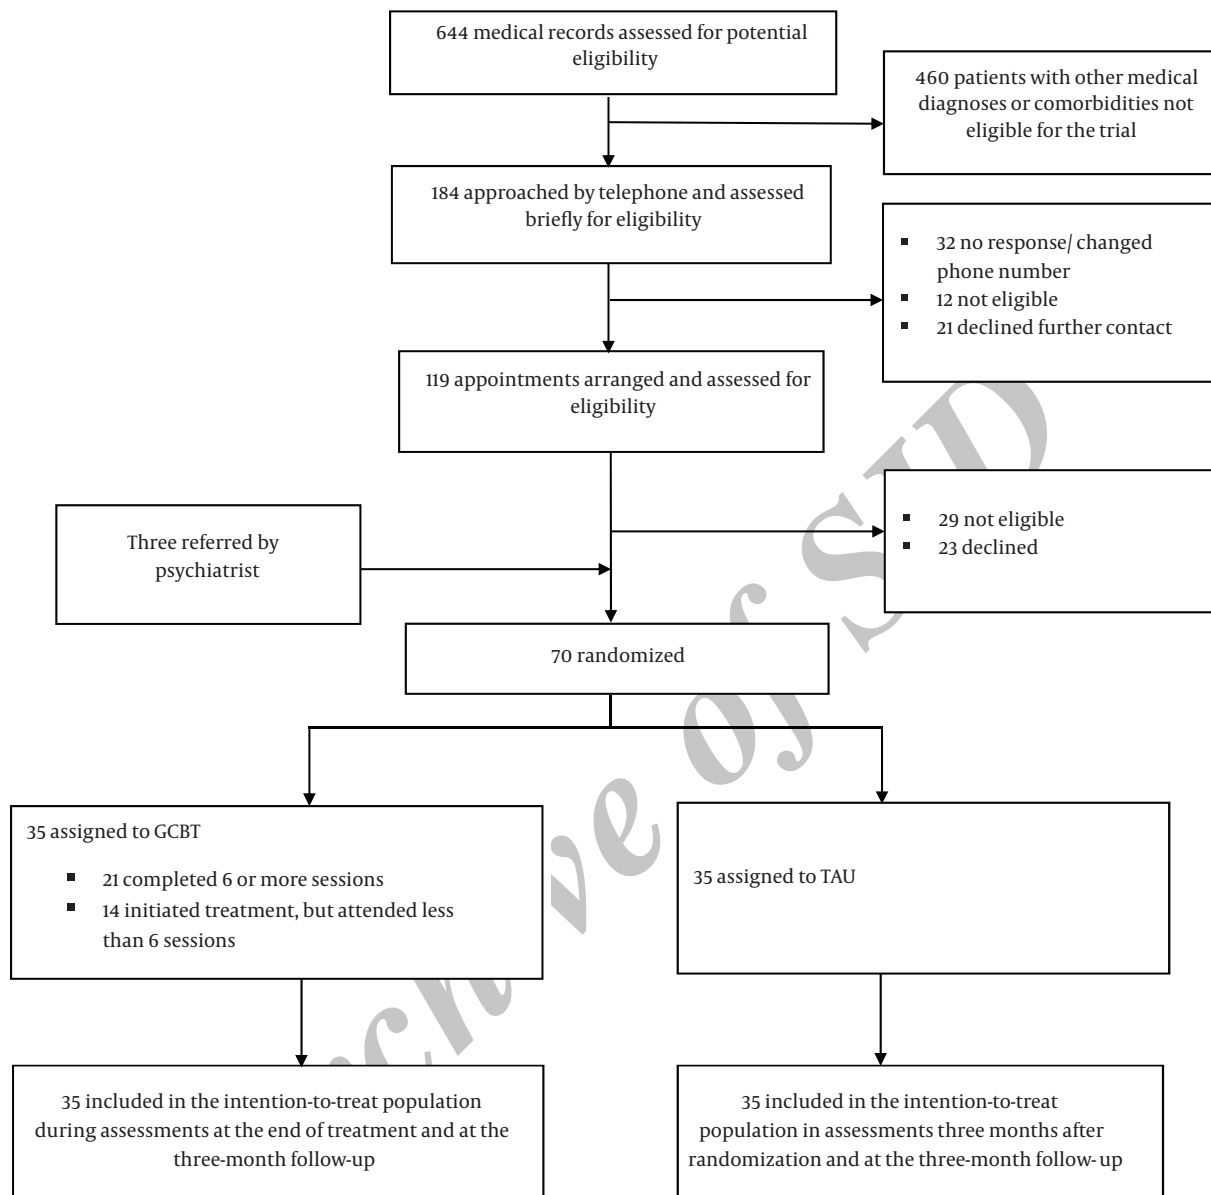 644 medical records assessed for potential
eligibility
460 patients with other medical
diagnoses or comorbidities not
eligible for the trial
184 approached by telephone and assessed
briefly for eligibility
▪ 32 no response/ changed
phone number
▪ 12 not eligible
▪ 21 declined further contact
119 appointments arranged and assessed for
eligibility
▪ 29 not eligible
▪ 23 declined
Three referred by
psychiatrist
70 randomized
35 assigned to GCBT
▪ 21 completed 6 or more sessions
▪ 14 initiated treatment, but attended less
than 6 sessions
35 assigned to TAU
35 included in the intention-to-treat population
during assessments at the end of treatment and at the
three-month follow-up
35 included in the intention-to-treat
population in assessments three months after
randomization and at the three-month follow- up
of SID